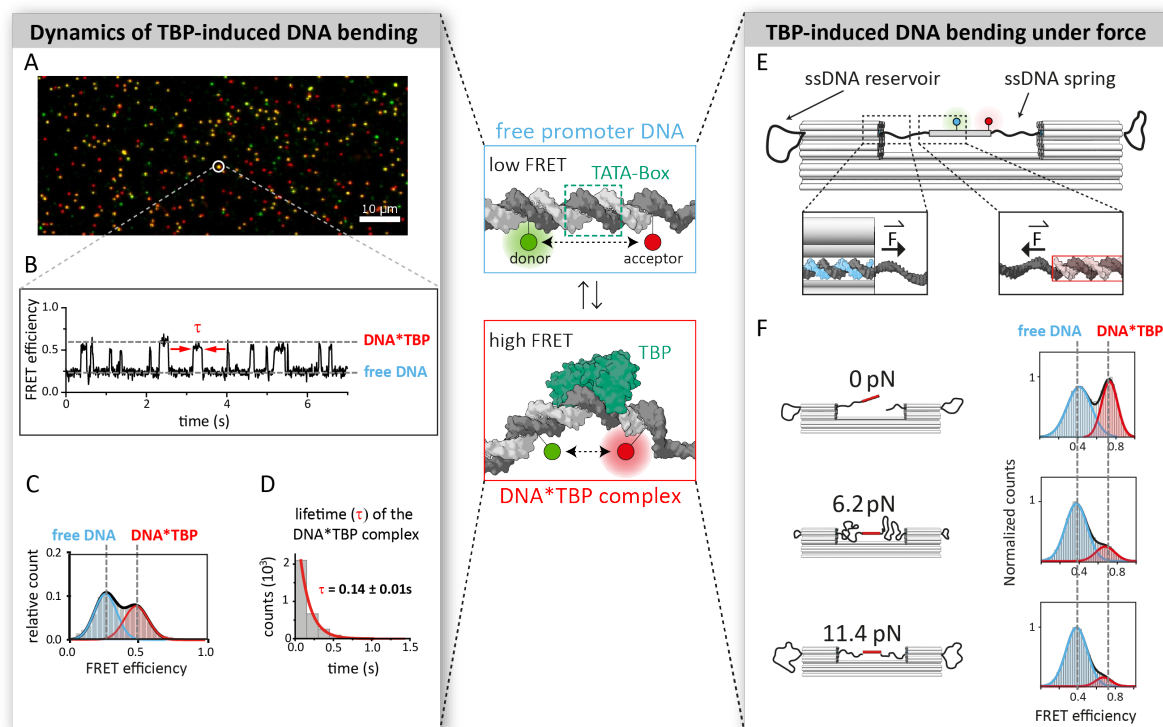 Dynamics of TBP-induced DNA bending
A
10 µm
B
FRET efficiency
1.0
0.5
0.0
τ
DNA*TBP
free DNA
0
2
4
6
time (s)
C
free DNA
DNA*TBP
relative count
0.2
0.1
0.0
0.0
0.5
1.0
FRET efficiency
D
lifetime (τ) of the
DNA*TBP complex
counts (10³)
2
1
0
τ = 0.14 ± 0.01s
0.0
0.5
1.0
1.5
time (s)
free promoter DNA
low FRET
TATA-Box
donor
acceptor
high FRET
TBP
DNA*TBP complex
TBP-induced DNA bending under force
E
ssDNA reservoir
ssDNA spring
F
F
F
free DNA
DNA*TBP
0 pN
1
0.4
0.8
6.2 pN
1
0.4
0.8
Normalized counts
11.4 pN
1
0.4
0.8
FRET efficiency